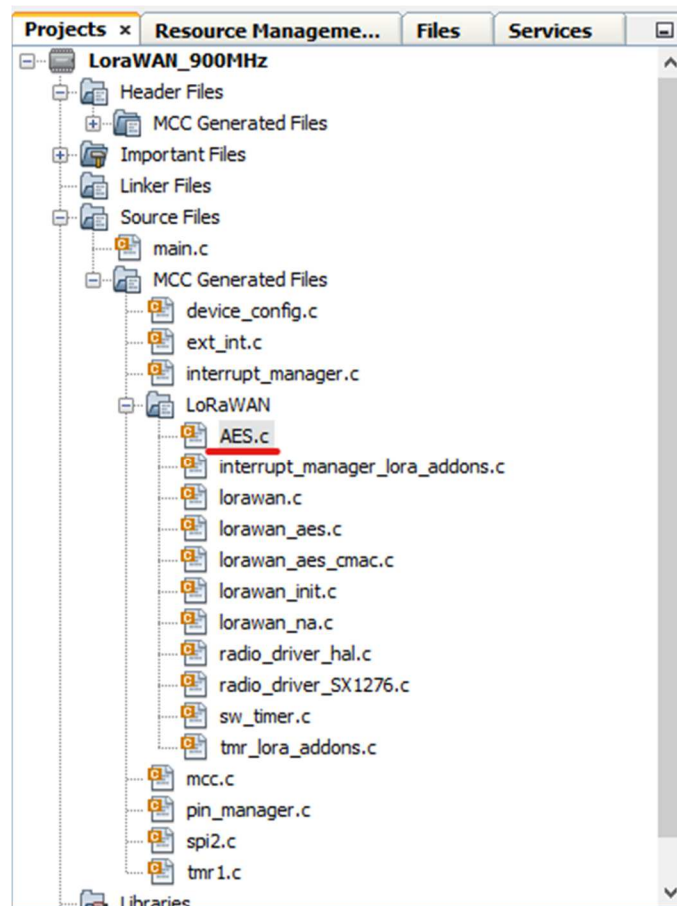 Projects × Resource Manageme... Files Services
LoraWAN_900MHz
Header Files
MCC Generated Files
Important Files
Linker Files
Source Files
main.c
MCC Generated Files
device_config.c
ext_int.c
interrupt_manager.c
LoRaWAN
AES.c
interrupt_manager_lora_addons.c
lorawan.c
lorawan_aes.c
lorawan_aes_cmac.c
lorawan_init.c
lorawan_na.c
radio_driver_hal.c
radio_driver_SX1276.c
sw_timer.c
tmr_lora_addons.c
mcc.c
pin_manager.c
spi2.c
tmr1.c
Libraries